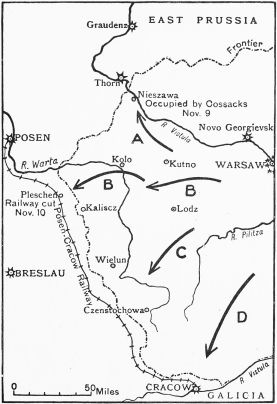 EAST PRUSSIA
Graudenz
Frontier
Thorn
Nieszawa
Occupied by Cossacks
Nov. 9
R. Vistula
Novo Georgievsk
POSEN
A
R. Warta
Kolo
Kutno
WARSAW
Pleschen
Railway cut
Nov. 10
B
B
Kalisz
Lodz
Posen-Cracow Railway
C
R. Pilitza
Wielun
BRESLAU
D
Czenstochowa
R. Vistula
0 50 Miles
CRACOW
GALICIA